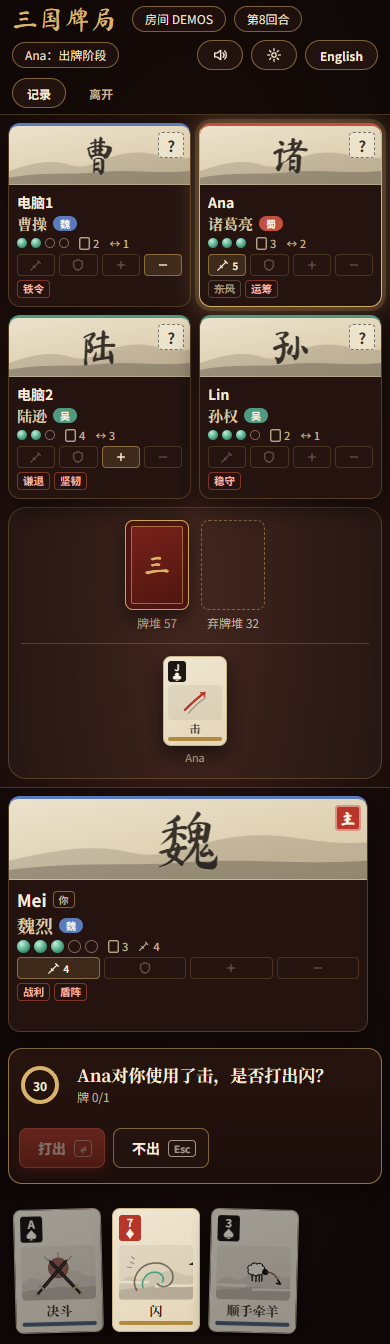 三国牌局
房间 DEMOS
第8回合
Ana：出牌阶段
English
记录
离开
曹
?
电脑1
曹操 魏
2 ↔1
−
铁令
诸
?
Ana
诸葛亮 蜀
3 ↔2
5 + −
东风 运筹
陆
?
电脑2
陆逊 吴
4 ↔3
+ −
谦退 坚韧
孙
?
Lin
孙权 吴
2 ↔1
+ −
稳守
三
牌堆 57
弃牌堆 32
J
击
Ana
魏
主
Mei 你
魏烈 魏
3 4
4 + −
战利 盾阵
30
Ana对你使用了击，是否打出闪?
牌 0/1
打出
不出 Esc
A
决斗
7
闪
3
顺手牵羊